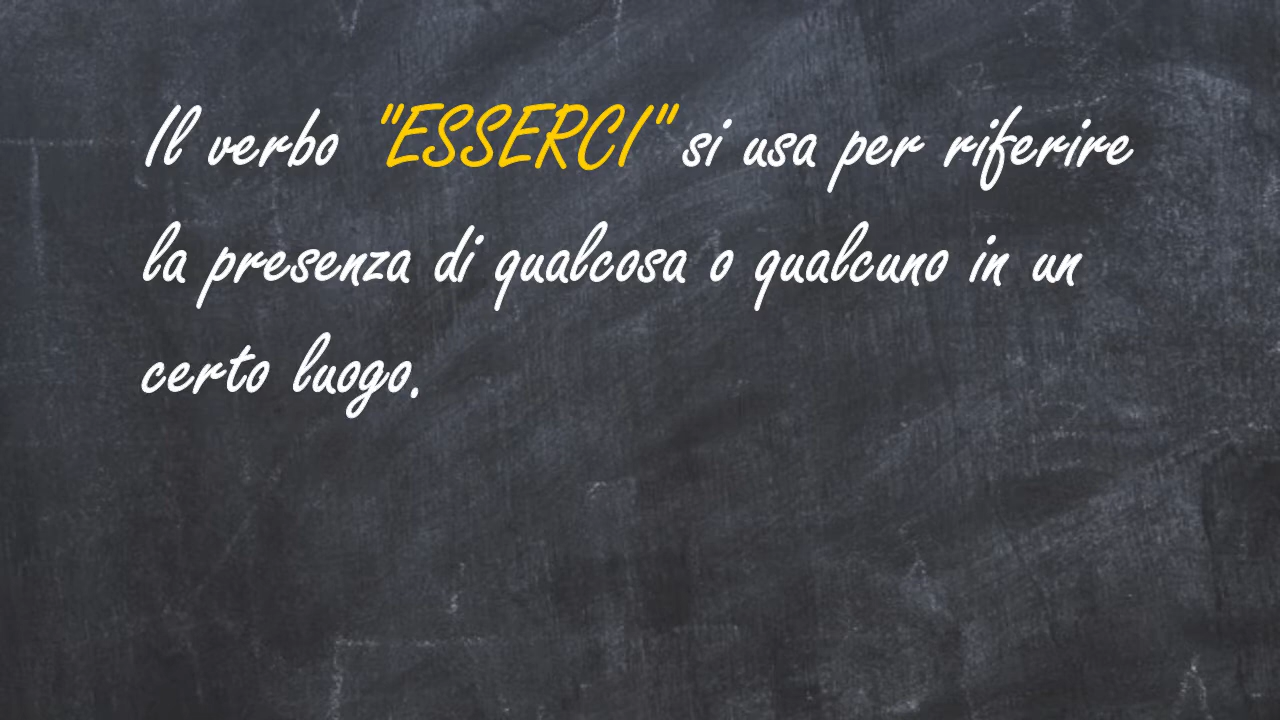 Il verbo "ESSERCI" si usa per riferire
la presenza di qualcosa o qualcuno in un
certo luogo.